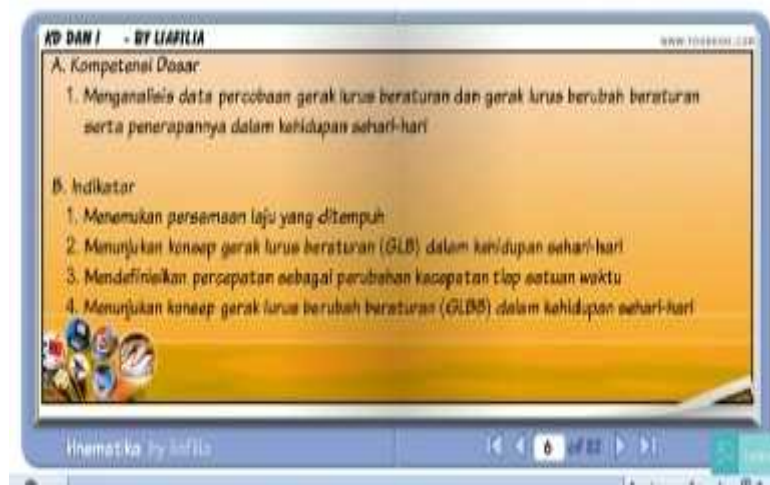 KD DAN I - BY LIAFILIA
A. Kompetensi Dasar
1. Menganalisis data percobaan gerak lurus beraturan dan gerak lurus berubah beraturan
serta penerapannya dalam kehidupan sehari-hari
B. Indikator
1. Menemukan persamaan laju yang ditempuh
2. Menunjukan konsep gerak lurus beraturan (GLB) dalam kehidupan sehari-hari
3. Mendefinisikan percepatan sebagai perubahan kecepatan tiap satuan waktu
4. Menunjukan konsep gerak lurus berubah beraturan (GLBB) dalam kehidupan sehari-hari
kinematika by liafilia
6 of